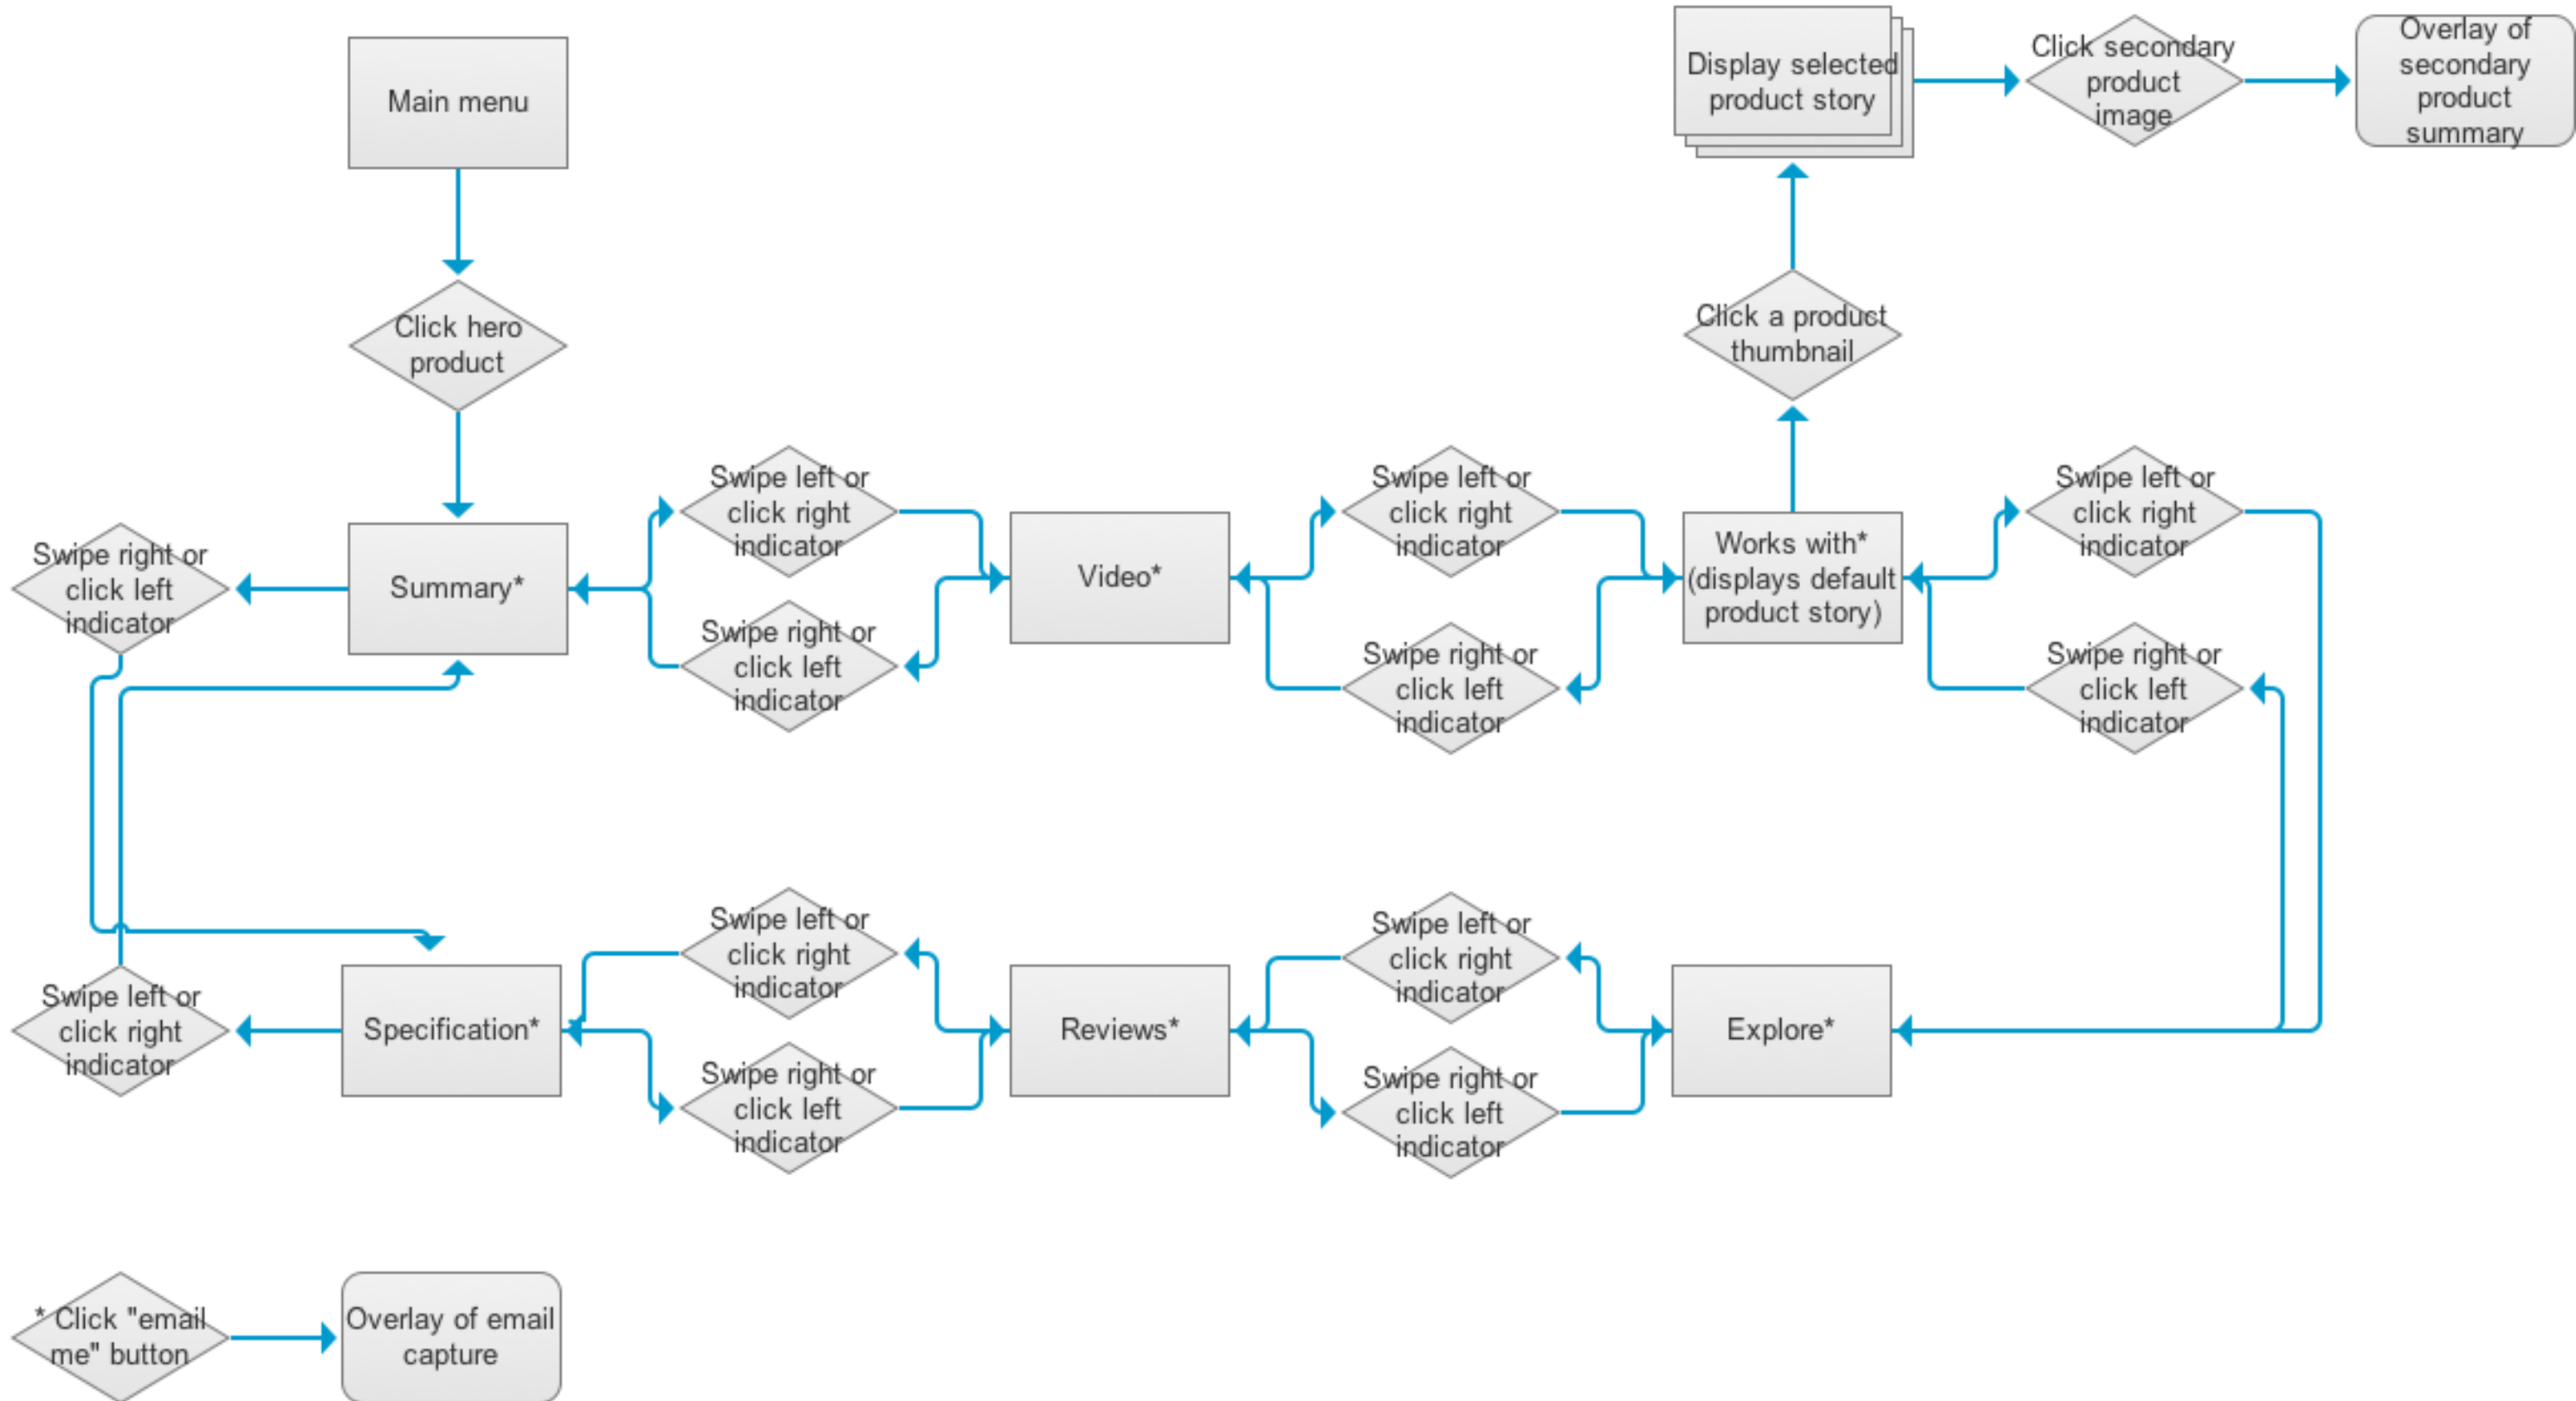 Main menu
Display selected
product story
Click secondary
product
image
Overlay of
secondary
product
summary
Click hero
product
Click a product
thumbnail
Swipe right or
click left
indicator
Summary*
Swipe left or
click right
indicator
Swipe right or
click left
indicator
Video*
Swipe left or
click right
indicator
Swipe right or
click left
indicator
Works with*
(displays default
product story)
Swipe left or
click right
indicator
Swipe right or
click left
indicator
Swipe left or
click right
indicator
Specification*
Swipe left or
click right
indicator
Swipe right or
click left
indicator
Reviews*
Swipe left or
click right
indicator
Swipe right or
click left
indicator
Explore*
* Click "email
me" button
Overlay of email
capture